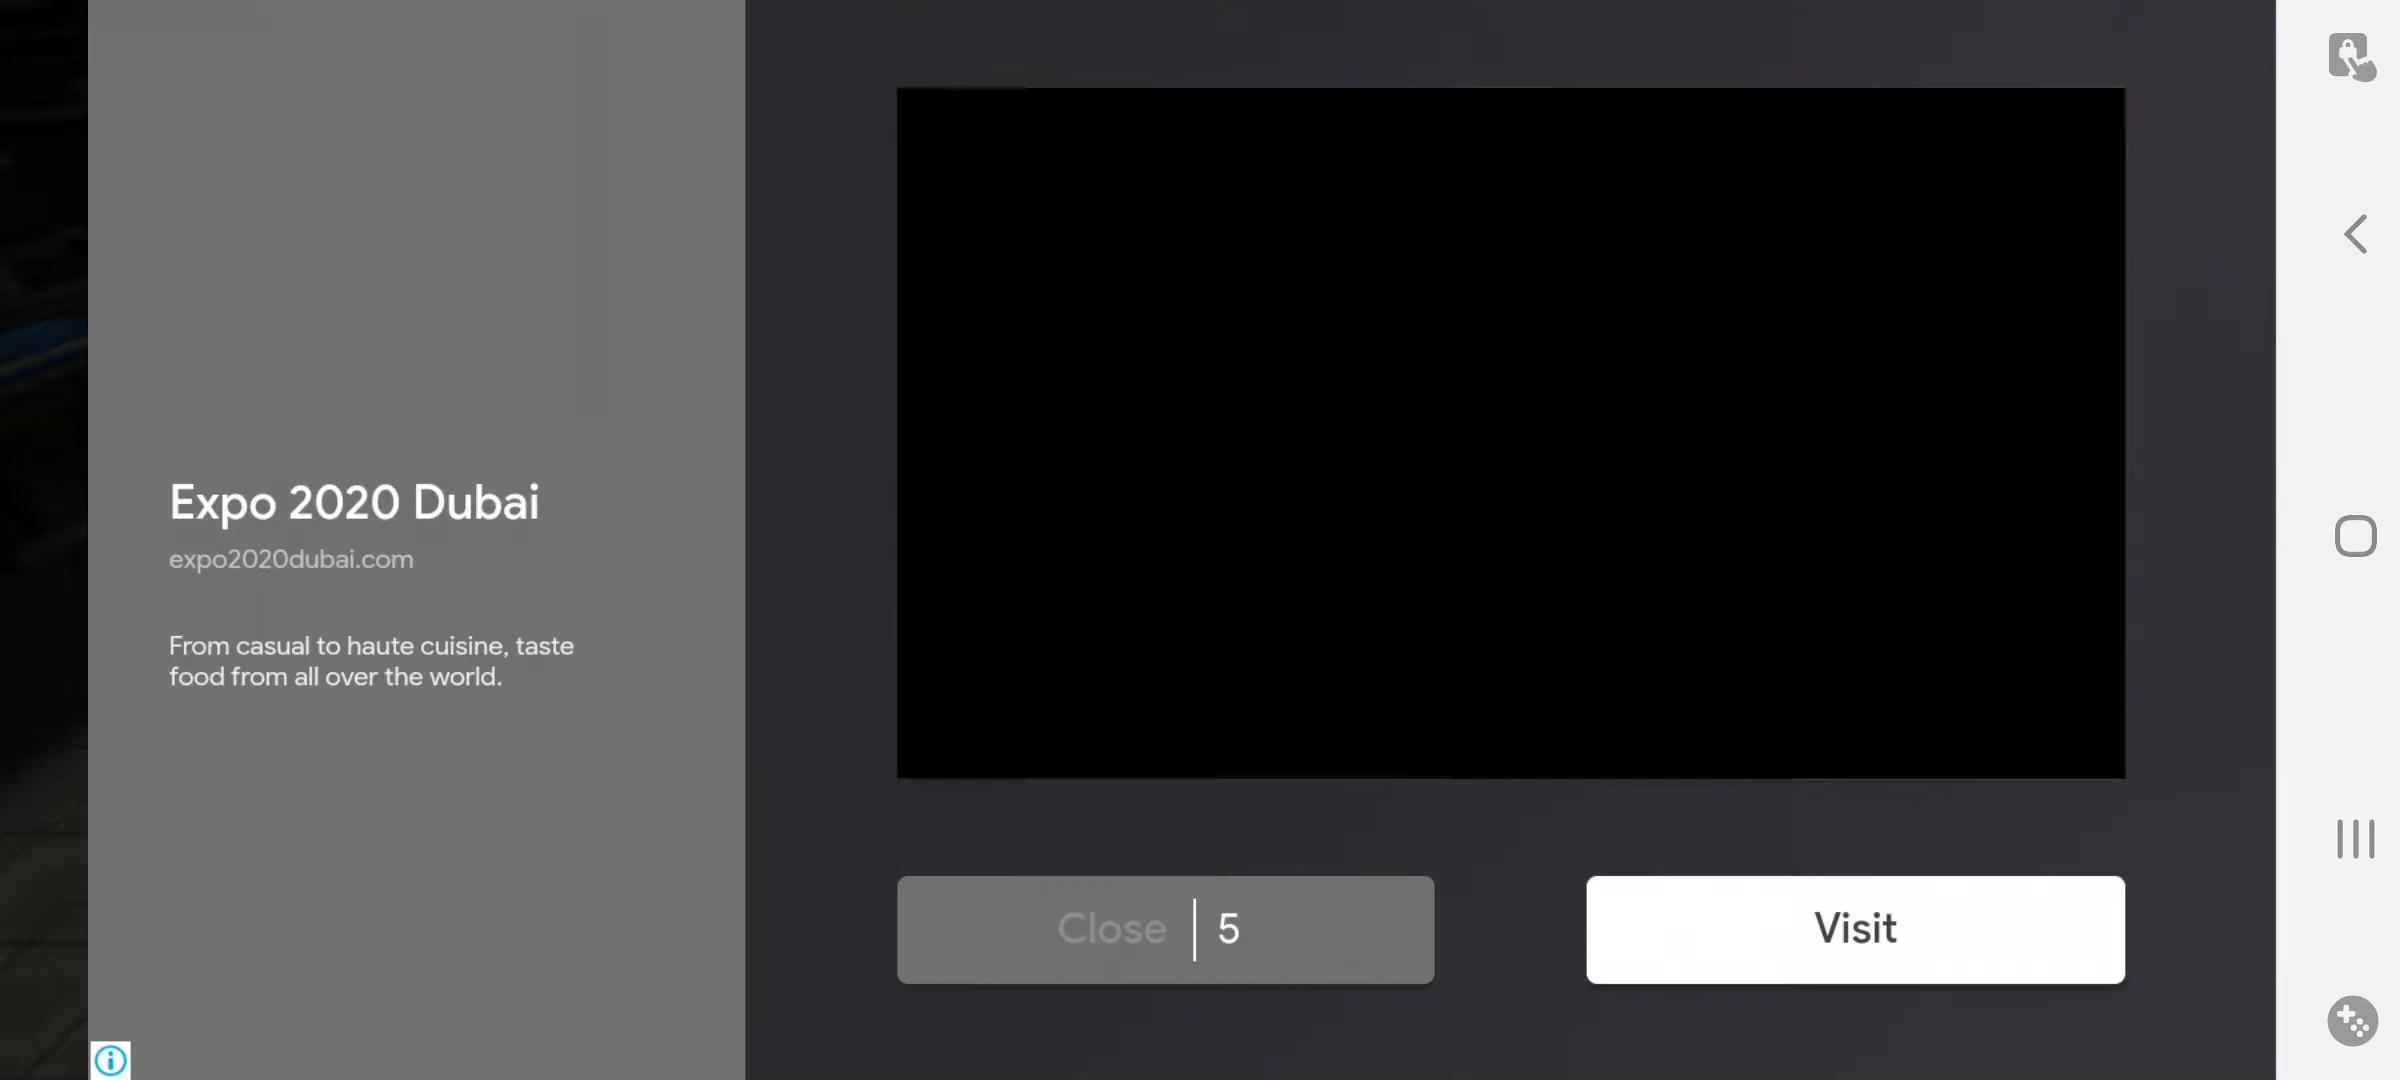 Expo 2020 Dubai
expo2020dubai.com
From casual to haute cuisine, taste
food from all over the world.
Close | 5
Visit